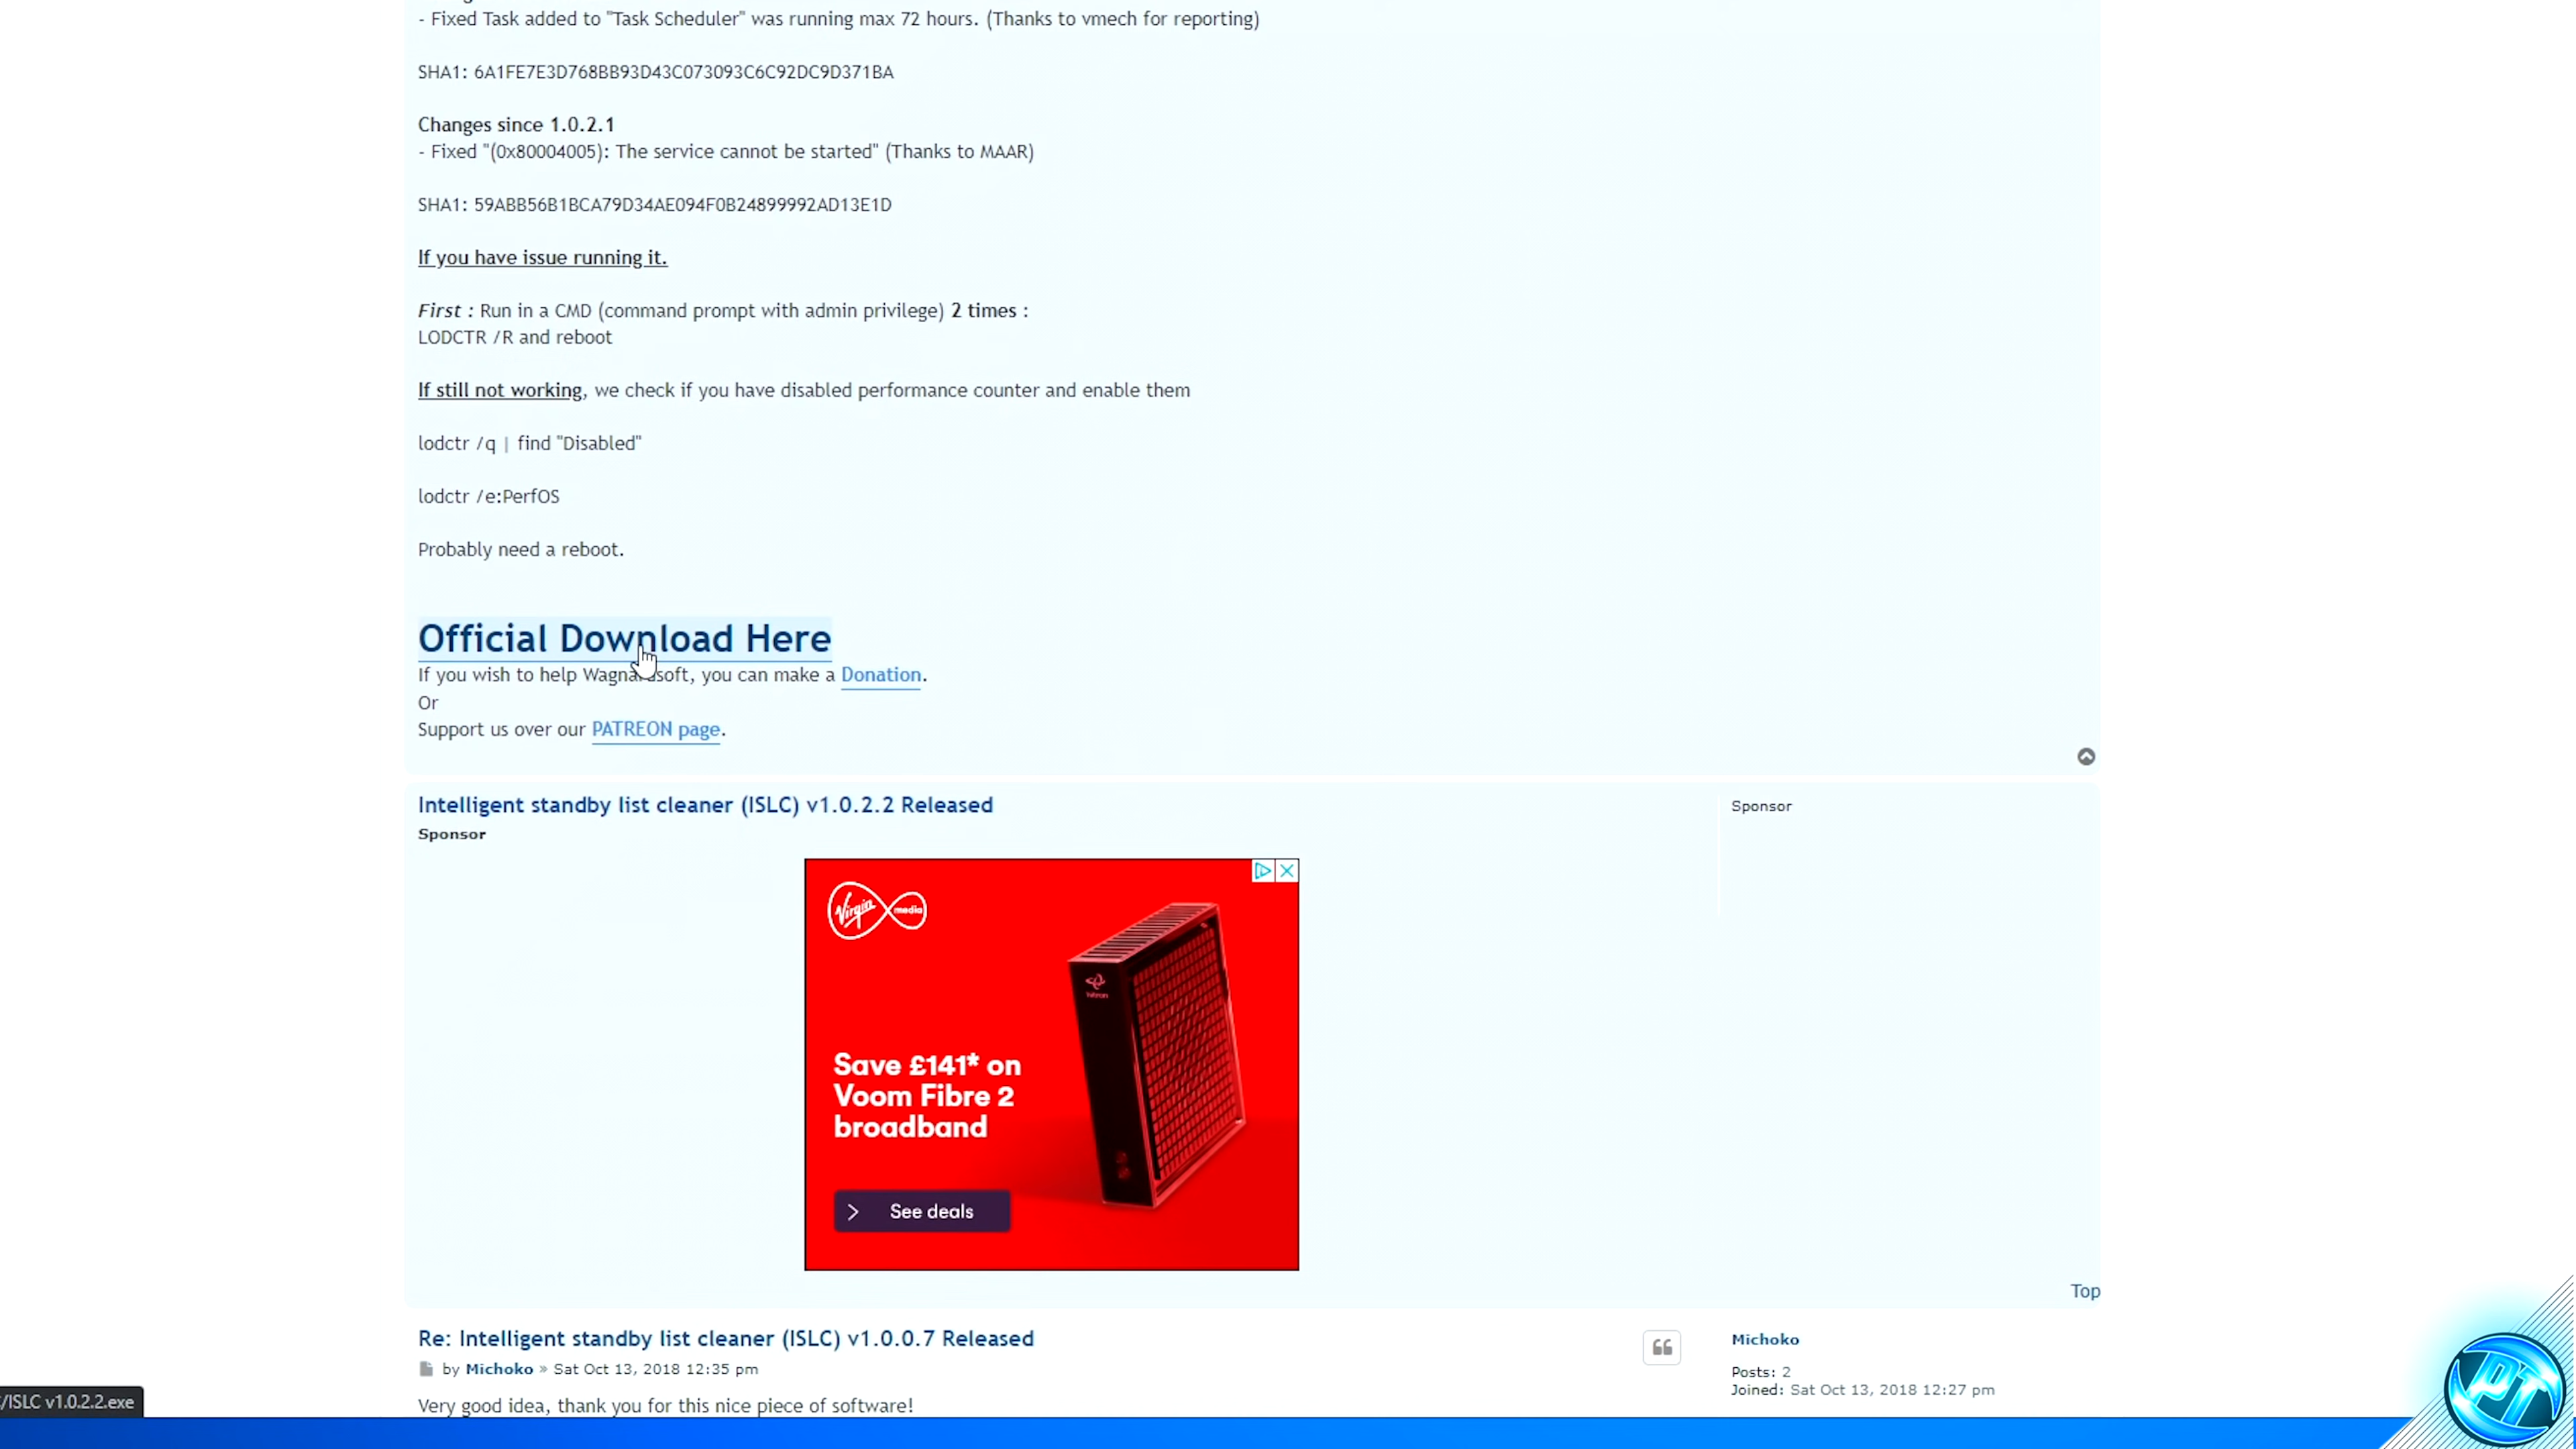 - Fixed Task added to "Task Scheduler" was running max 72 hours. (Thanks to vmech for reporting)
SHA1: 6A1FE7E3D768BB93D43C073093C6C92DC9D371BA
Changes since 1.0.2.1
- Fixed "(0x80004005): The service cannot be started" (Thanks to MAAR)
SHA1: 59ABB56B1BCA79D34AE094F0B24899992AD13E1D
If you have issue running it.
First : Run in a CMD (command prompt with admin privilege) 2 times :
LODCTR /R and reboot
If still not working, we check if you have disabled performance counter and enable them
lodctr /q | find "Disabled"
lodctr /e:PerfOS
Probably need a reboot.
Official Download Here
If you wish to help Wagnardsoft, you can make a Donation.
Or
Support us over our PATREON page.
Intelligent standby list cleaner (ISLC) v1.0.2.2 Released
Sponsor
Sponsor
Virgin media
Save £141* on
Voom Fibre 2
broadband
See deals
Top
Re: Intelligent standby list cleaner (ISLC) v1.0.0.7 Released
by Michoko » Sat Oct 13, 2018 12:35 pm
Very good idea, thank you for this nice piece of software!
Michoko
Posts: 2
Joined: Sat Oct 13, 2018 12:27 pm
/ISLC v1.0.2.2.exe
PT